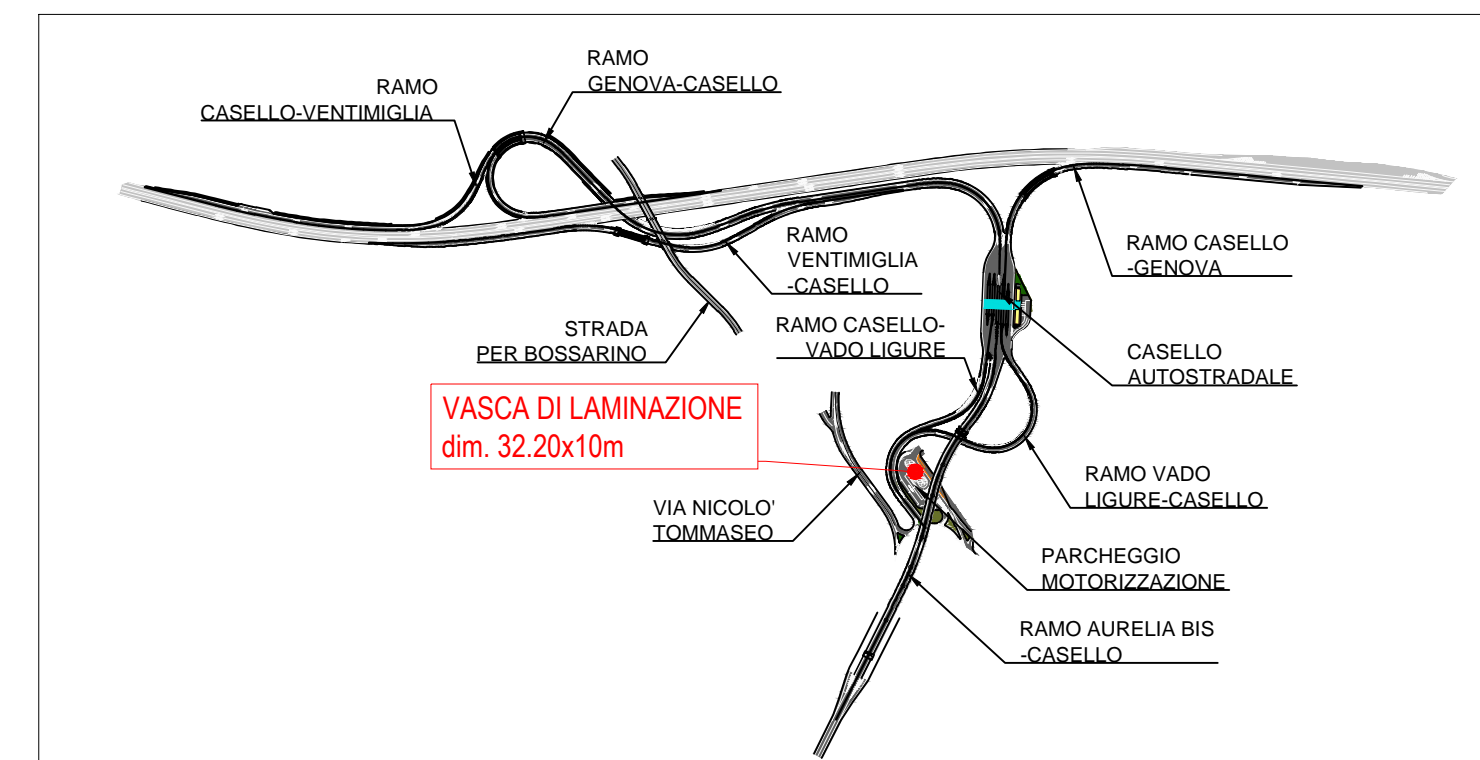 RAMO
GENOVA-CASELLO
RAMO
CASELLO-VENTIMIGLIA
RAMO
VENTIMIGLIA
-CASELLO
RAMO CASELLO
-GENOVA
STRADA
PER BOSSARINO
RAMO CASELLO-
VADO LIGURE
CASELLO
AUTOSTRADALE
VASCA DI LAMINAZIONE
dim. 32.20x10m
RAMO VADO
LIGURE-CASELLO
VIA NICOLO'
TOMMASEO
PARCHEGGIO
MOTORIZZAZIONE
RAMO AURELIA BIS
-CASELLO